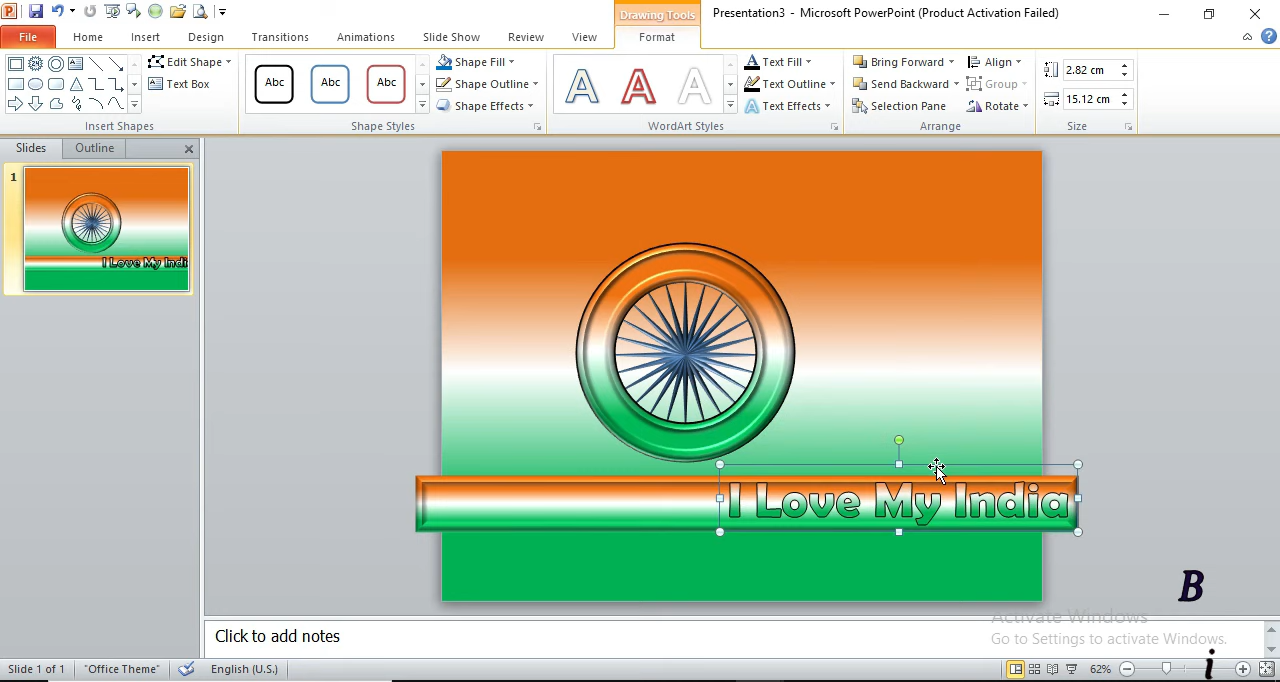 Drawing Tools
Presentation3 - Microsoft PowerPoint (Product Activation Failed)
File Home Insert Design Transitions Animations Slide Show Review View Format
Edit Shape
Text Box
Insert Shapes
Abc Abc Abc
Shape Fill
Shape Outline
Shape Effects
Shape Styles
A A A
Text Fill
Text Outline
Text Effects
WordArt Styles
Bring Forward
Send Backward
Selection Pane
Align
Group
Rotate
Arrange
2.82 cm
15.12 cm
Size
Slides Outline
1
I Love My Indi
I Love My India
B
Activate Windows
Go to Settings to activate Windows.
Click to add notes
i
Slide 1 of 1 "Office Theme" English (U.S.) 62%